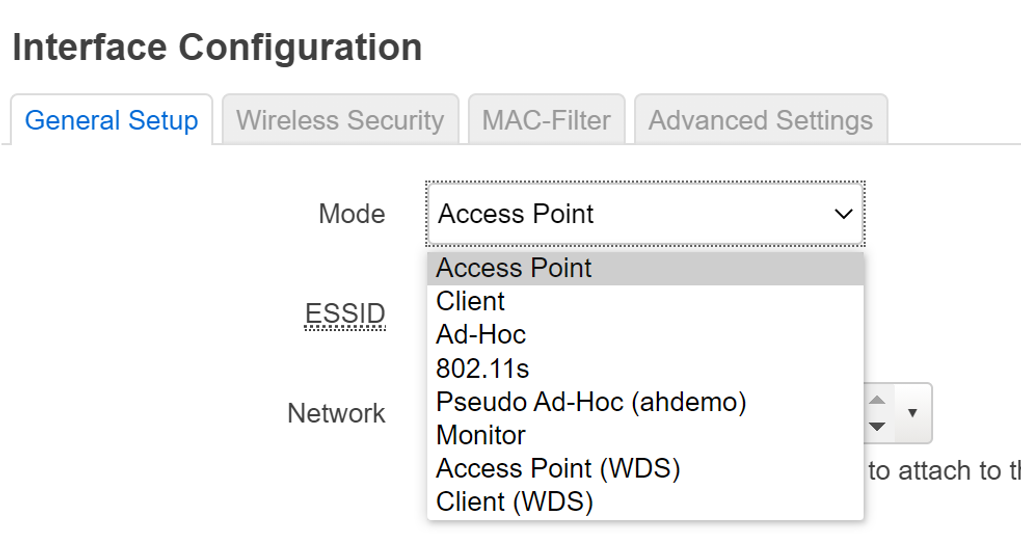 Interface Configuration
General Setup Wireless Security MAC-Filter Advanced Settings
Mode Access Point
Access Point
Client
ESSID
Ad-Hoc
802.11s
Pseudo Ad-Hoc (ahdemo)
Network
Monitor
Access Point (WDS)
to attach to
Client (WDS)